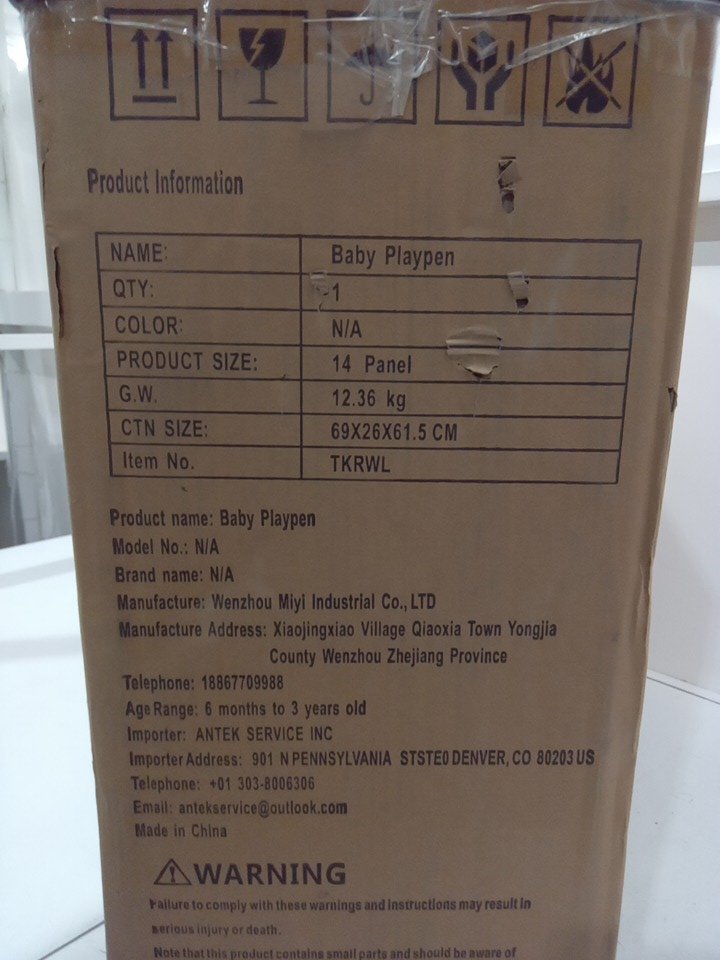 Product Information
NAME: Baby Playpen
QTY: 1
COLOR: N/A
PRODUCT SIZE: 14 Panel
G.W. 12.36 kg
CTN SIZE: 69X26X61.5 CM
Item No. TKRWL
Product name: Baby Playpen
Model No.: N/A
Brand name: N/A
Manufacture: Wenzhou Miyi Industrial Co.,LTD
Manufacture Address: Xiaojingxiao Village Qiaoxia Town Yongjia
County Wenzhou Zhejiang Province
Telephone: 18867709988
Age Range: 6 months to 3 years old
Importer: ANTEK SERVICE INC
Importer Address: 901 N PENNSYLVANIA STSTE0 DENVER, CO 80203 US
Telephone: +01 303-8006306
Email: antekservice@outlook.com
Made in China
WARNING
Failure to comply with these warnings and instructions may result in
serious injury or death.
Note that this product contains small parts and should be aware of